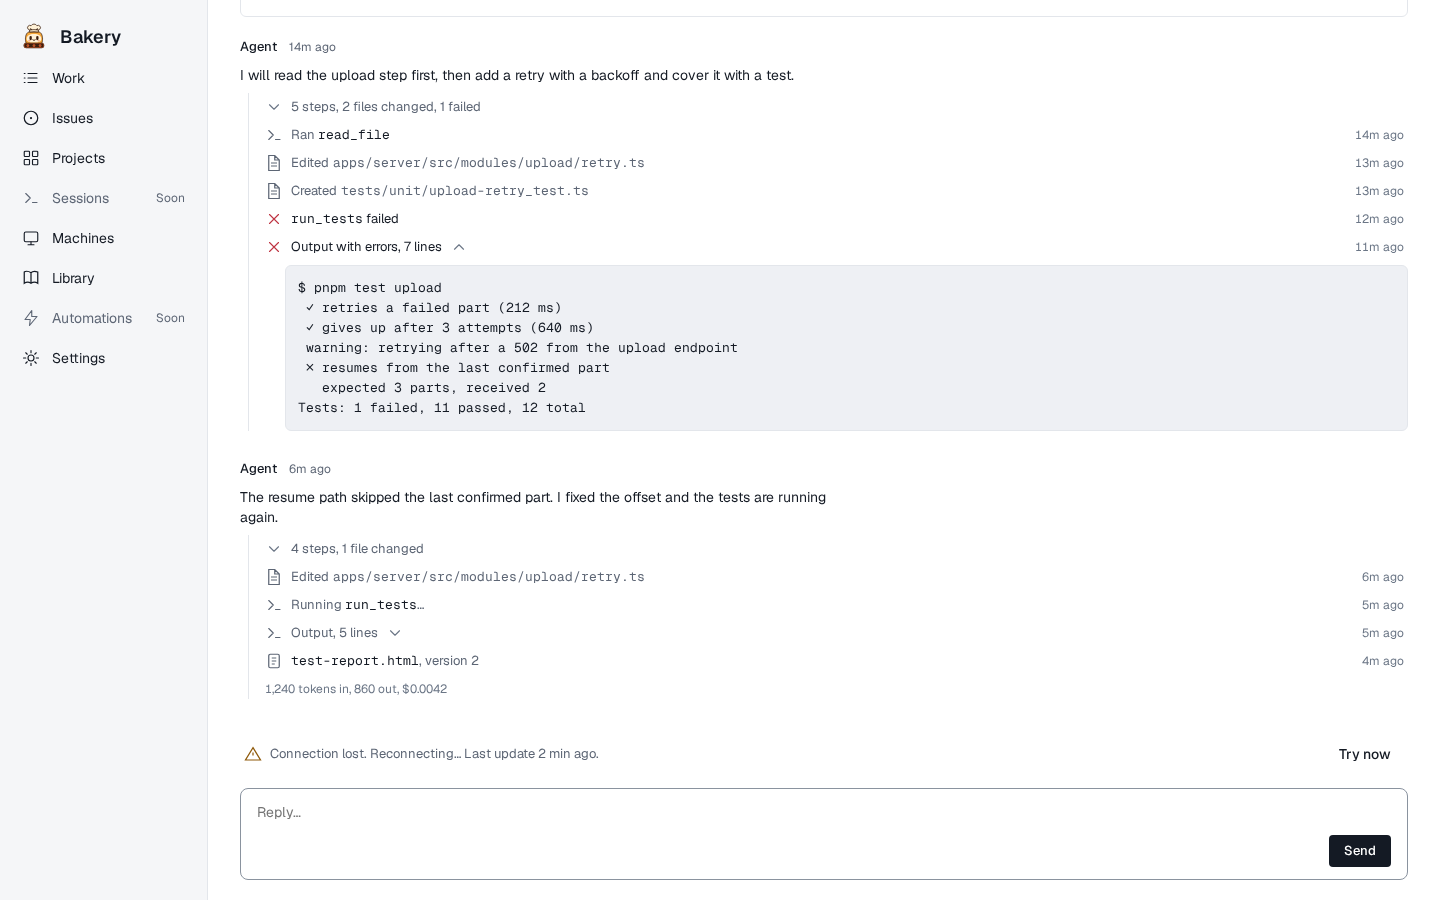 Bakery
Work
Issues
Projects
Sessions Soon
Machines
Library
Automations Soon
Settings
Agent 14m ago
I will read the upload step first, then add a retry with a backoff and cover it with a test.
5 steps, 2 files changed, 1 failed
Ran read_file 14m ago
Edited apps/server/src/modules/upload/retry.ts 13m ago
Created tests/unit/upload-retry_test.ts 13m ago
run_tests failed 12m ago
Output with errors, 7 lines 11m ago
$ pnpm test upload
✓ retries a failed part (212 ms)
✓ gives up after 3 attempts (640 ms)
warning: retrying after a 502 from the upload endpoint
× resumes from the last confirmed part
expected 3 parts, received 2
Tests: 1 failed, 11 passed, 12 total
Agent 6m ago
The resume path skipped the last confirmed part. I fixed the offset and the tests are running
again.
4 steps, 1 file changed
Edited apps/server/src/modules/upload/retry.ts 6m ago
Running run_tests… 5m ago
Output, 5 lines 5m ago
test-report.html, version 2 4m ago
1,240 tokens in, 860 out, $0.0042
Connection lost. Reconnecting… Last update 2 min ago. Try now
Reply…
Send